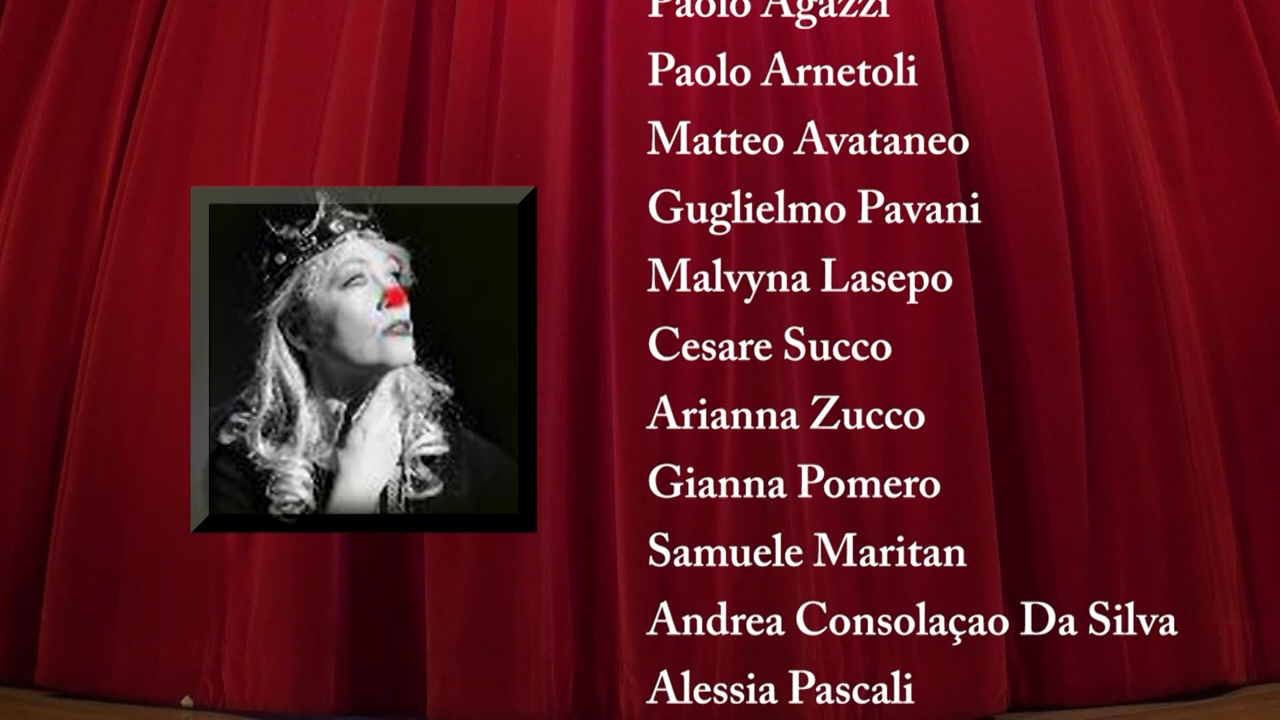 Paolo Agazzi
Paolo Arnetoli
Matteo Avataneo
Guglielmo Pavani
Malvyna Lasepo
Cesare Succo
Arianna Zucco
Gianna Pomero
Samuele Maritan
Andrea Consolaçao Da Silva
Alessia Pascali